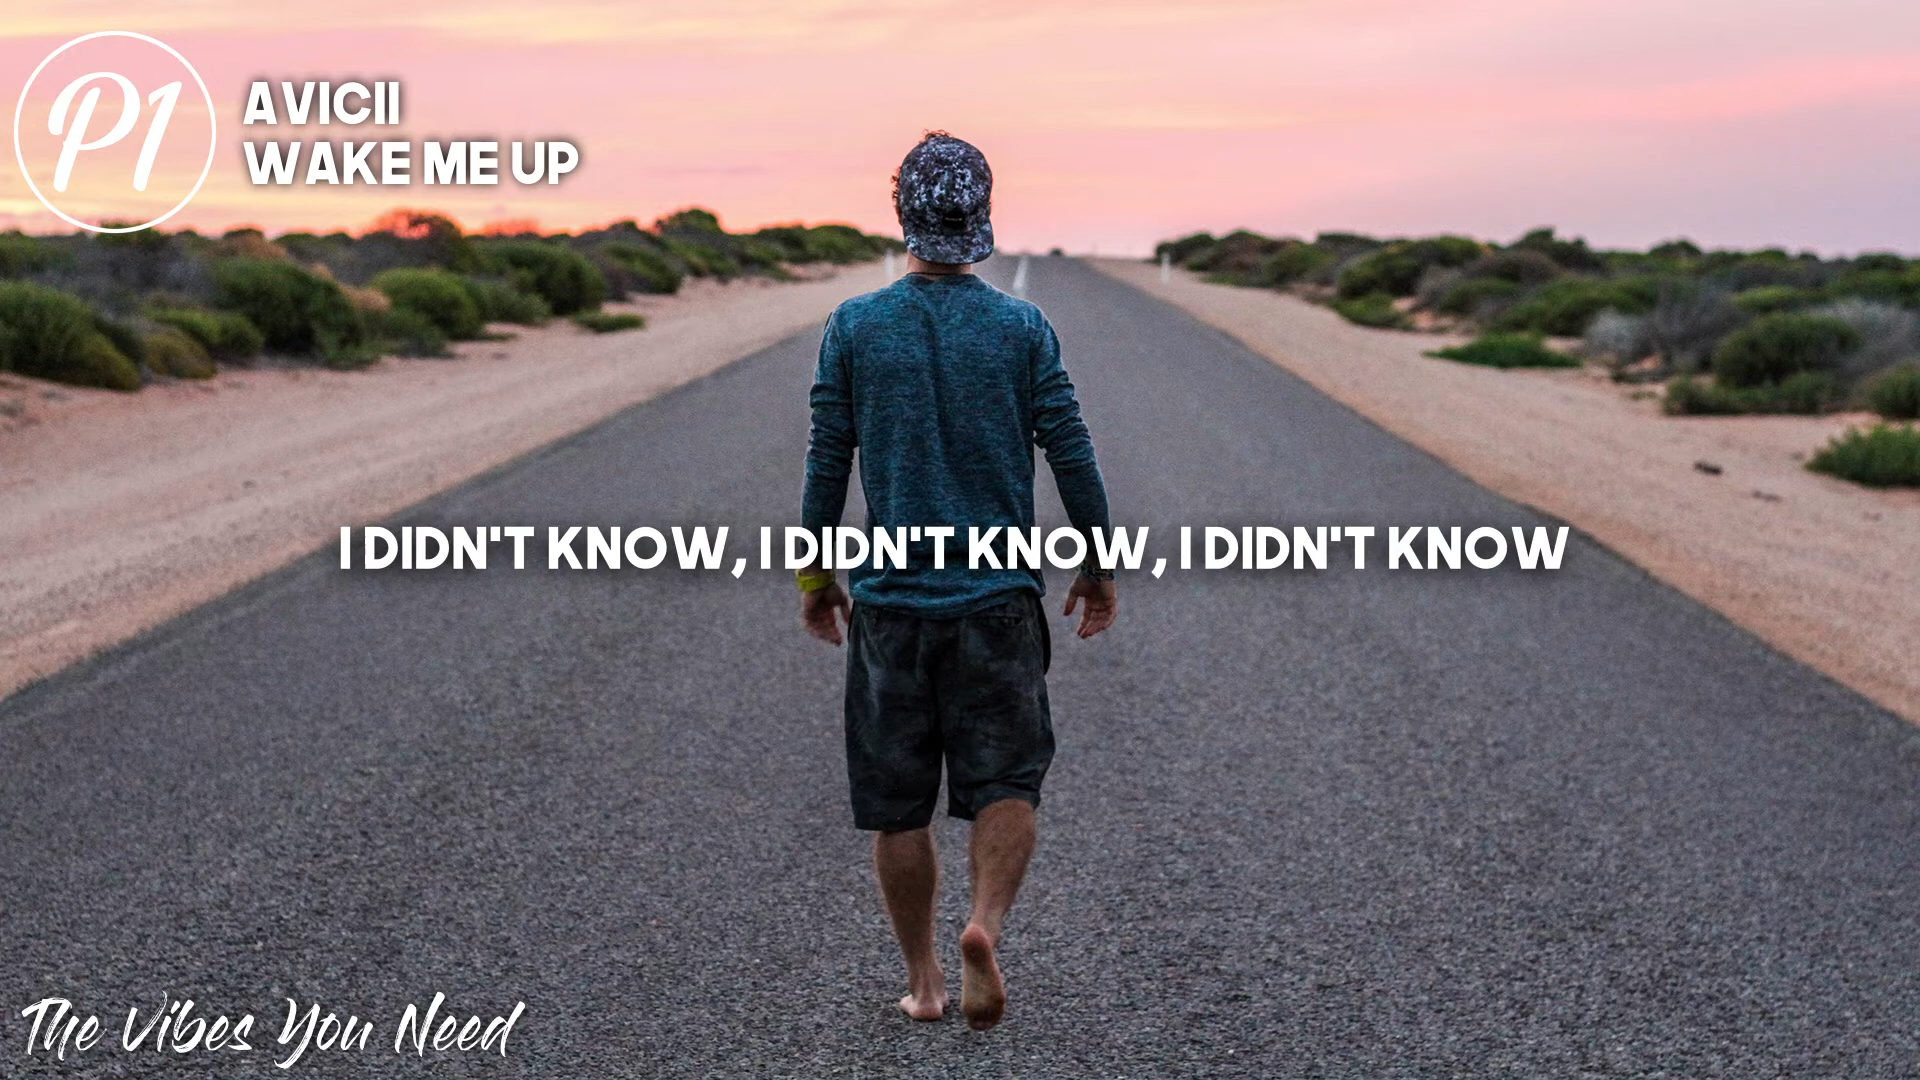 P1
AVICII
WAKE ME UP
I DIDN'T KNOW, I DIDN'T KNOW, I DIDN'T KNOW
The Vibes You Need